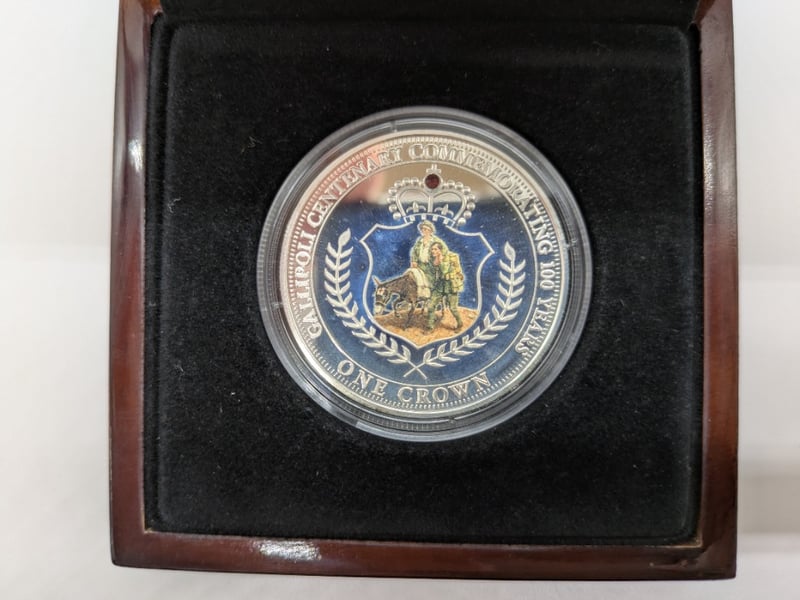 GALLIPOLI CENTENARY COMMEMORATING 100 YEARS
ONE CROWN